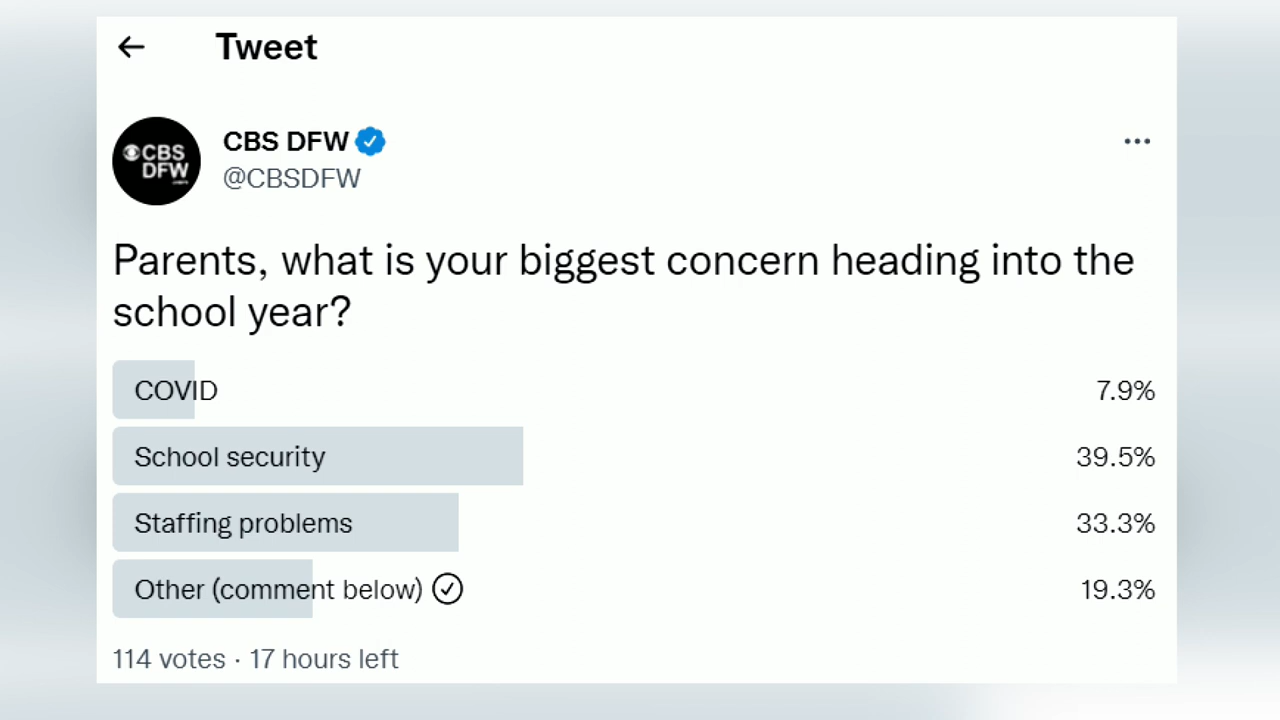 ← Tweet
CBS
DFW
CBS DFW
@CBSDFW
Parents, what is your biggest concern heading into the
school year?
COVID 7.9%
School security 39.5%
Staffing problems 33.3%
Other (comment below) 19.3%
114 votes · 17 hours left